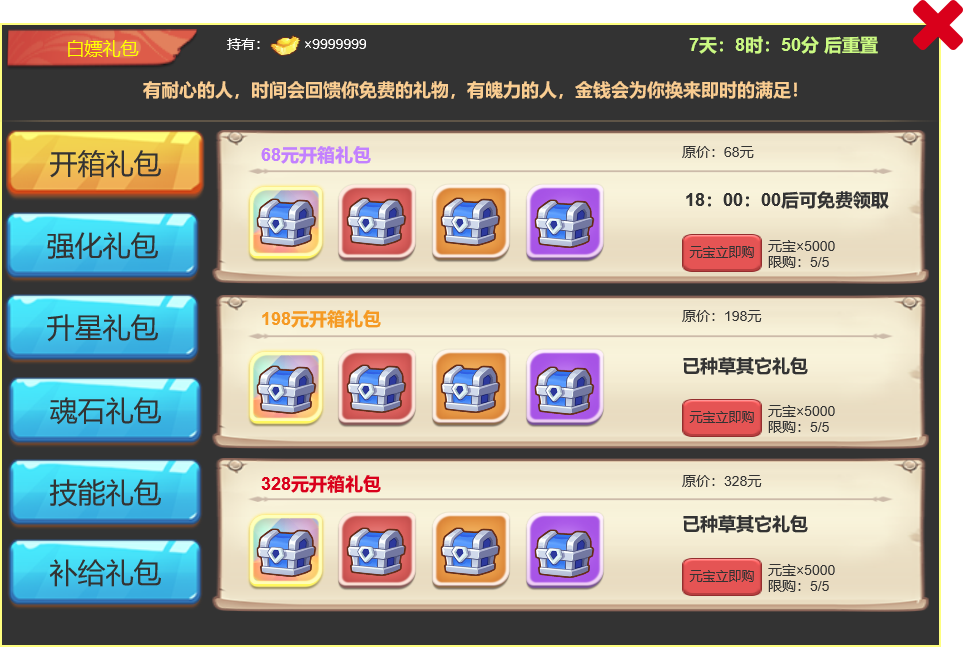 白嫖礼包
持有： ×9999999
7天：8时：50分 后重置
有耐心的人，时间会回馈你免费的礼物，有魄力的人，金钱会为你换来即时的满足！
开箱礼包
强化礼包
升星礼包
魂石礼包
技能礼包
补给礼包
68元开箱礼包
原价：68元
18：00：00后可免费领取
元宝立即购
元宝×5000
限购：5/5
198元开箱礼包
原价：198元
已种草其它礼包
元宝立即购
元宝×5000
限购：5/5
328元开箱礼包
原价：328元
已种草其它礼包
元宝立即购
元宝×5000
限购：5/5